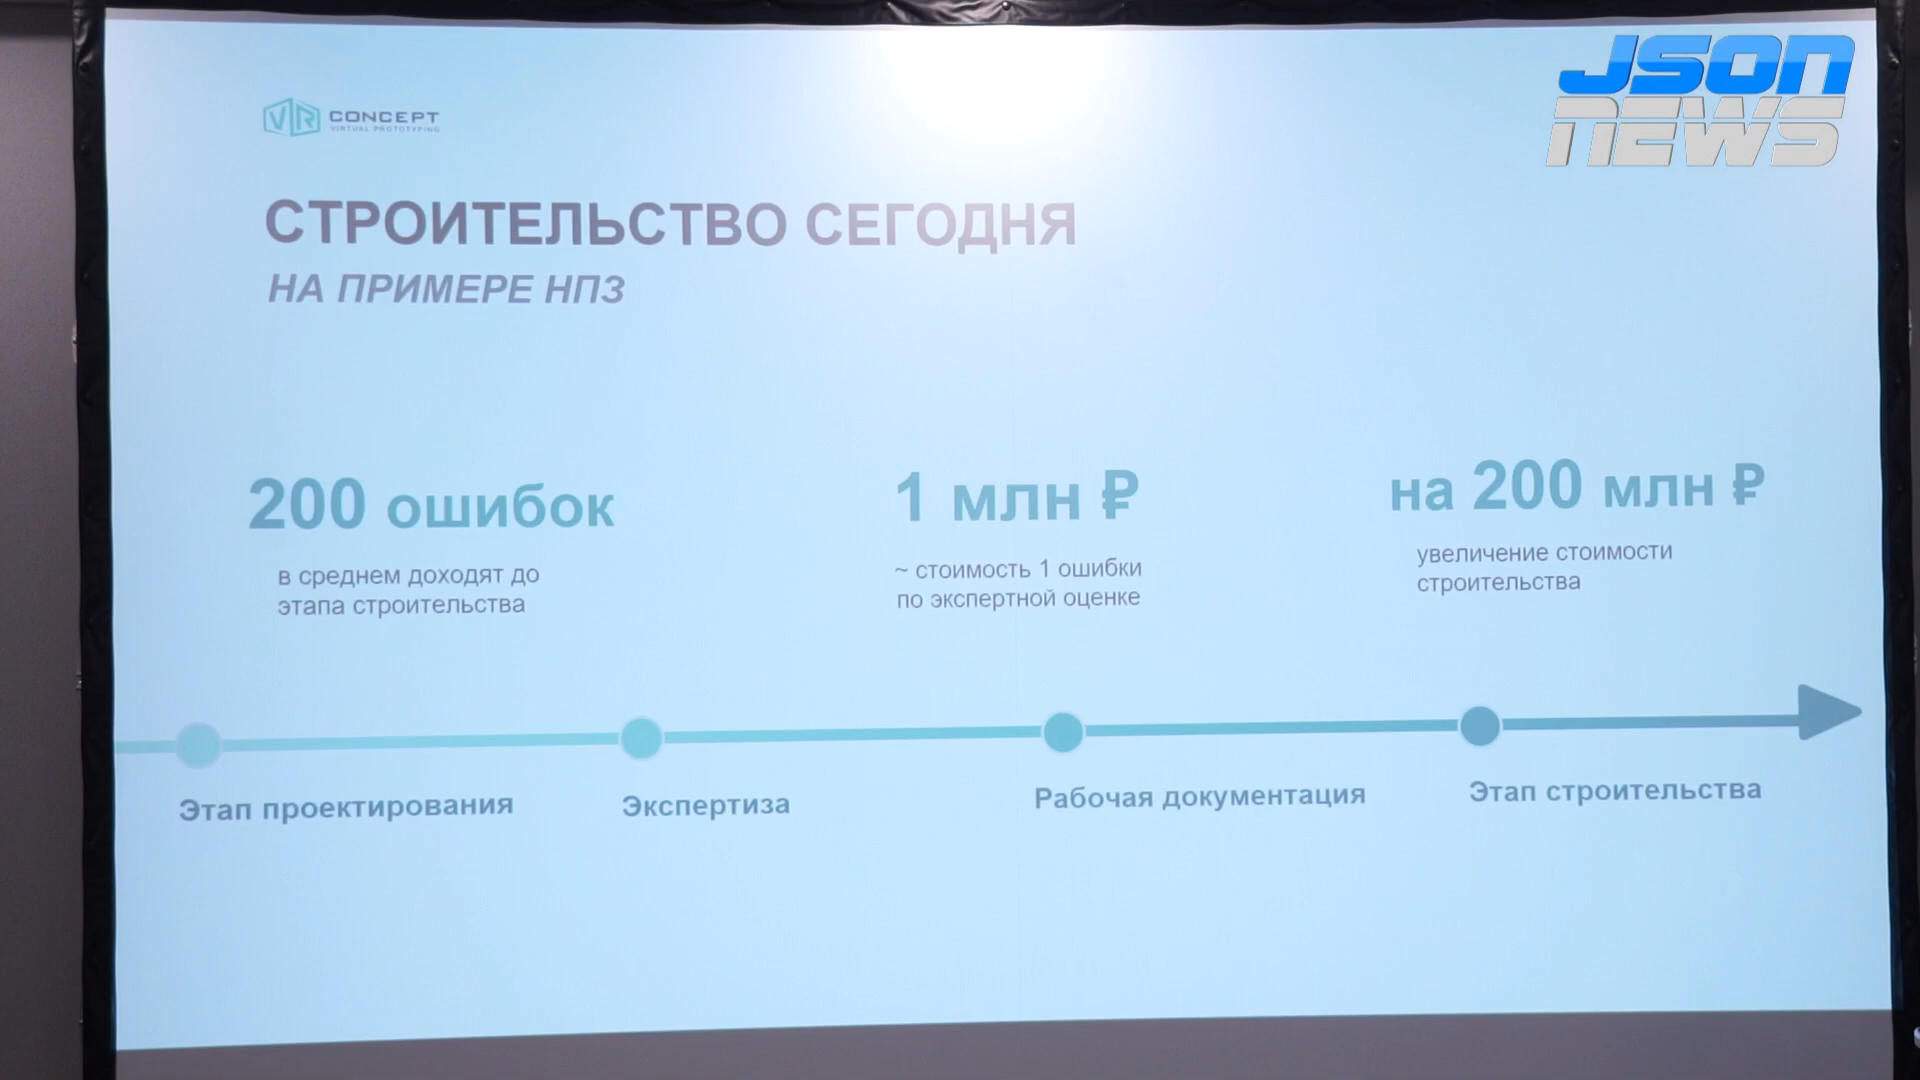 JSON
NEWS
VR CONCEPT
VIRTUAL PROTOTYPING
СТРОИТЕЛЬСТВО СЕГОДНЯ
НА ПРИМЕРЕ НПЗ
200 ошибок
в среднем доходят до
этапа строительства
1 млн ₽
~ стоимость 1 ошибки
по экспертной оценке
на 200 млн ₽
увеличение стоимости
строительства
Этап проектирования
Экспертиза
Рабочая документация
Этап строительства